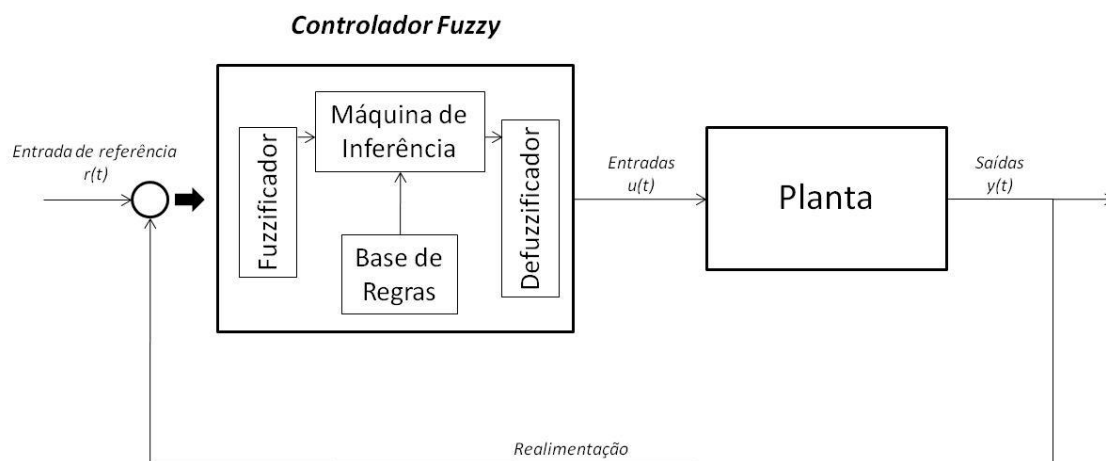 Controlador Fuzzy
Entrada de referência
r(t)
Fuzzificador
Máquina de
Inferência
Base de
Regras
Defuzzificador
Entradas
u(t)
Planta
Saídas
y(t)
Realimentação